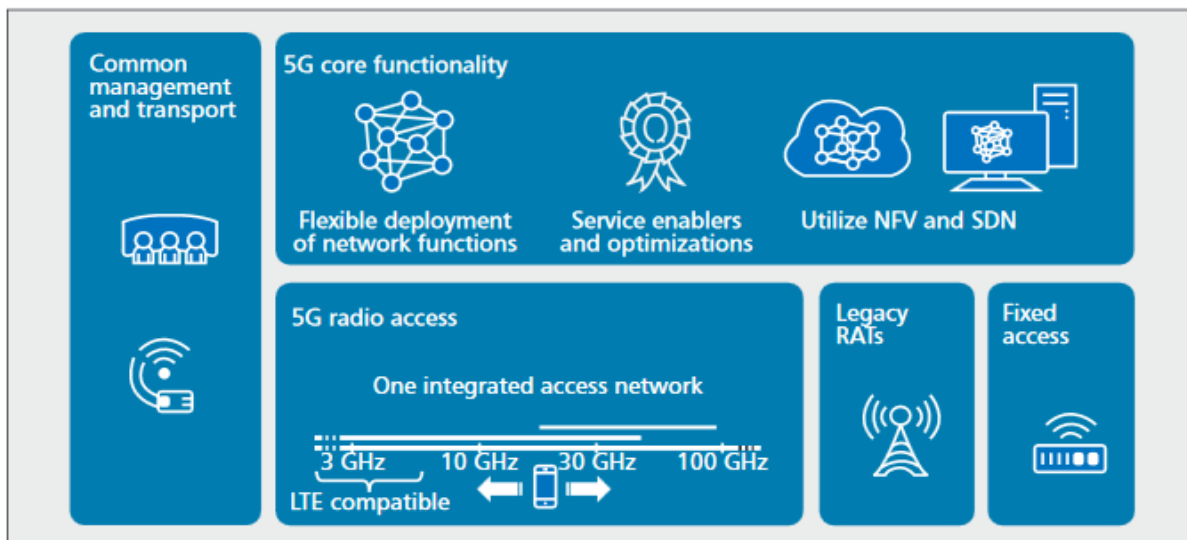 Common
management
and transport
5G core functionality
Flexible deployment
of network functions
Service enablers
and optimizations
Utilize NFV and SDN
5G radio access
One integrated access network
3 GHz
10 GHz
30 GHz
100 GHz
LTE compatible
Legacy
RATs
Fixed
access